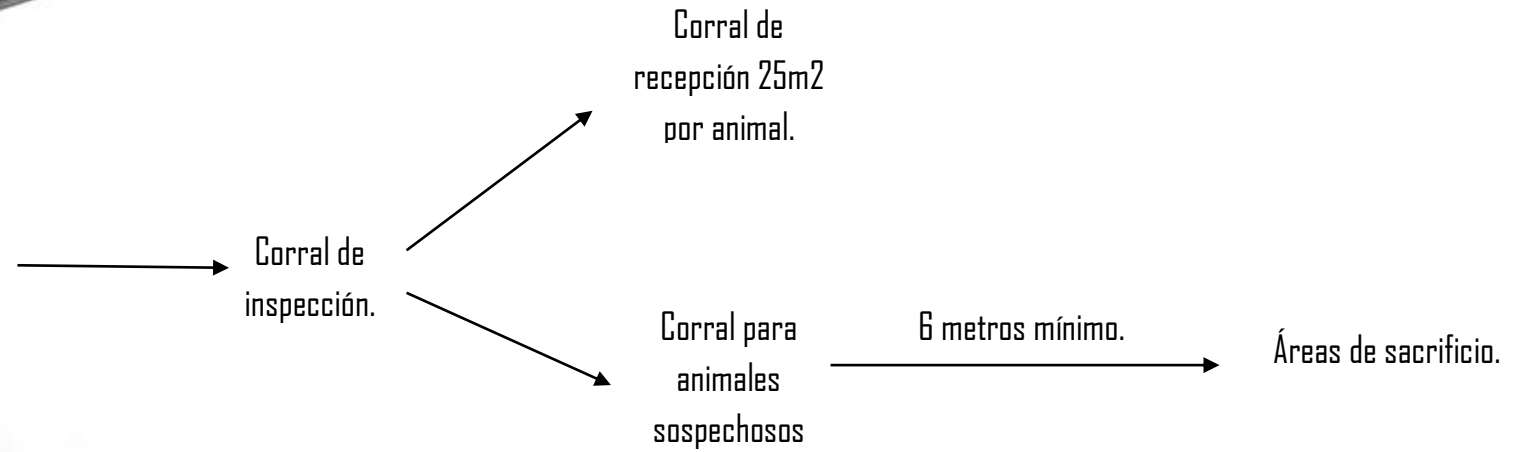 Corral de
recepción 25m2
por animal.
Corral de
inspección.
Corral para
animales
sospechosos
6 metros mínimo.
Áreas de sacrificio.